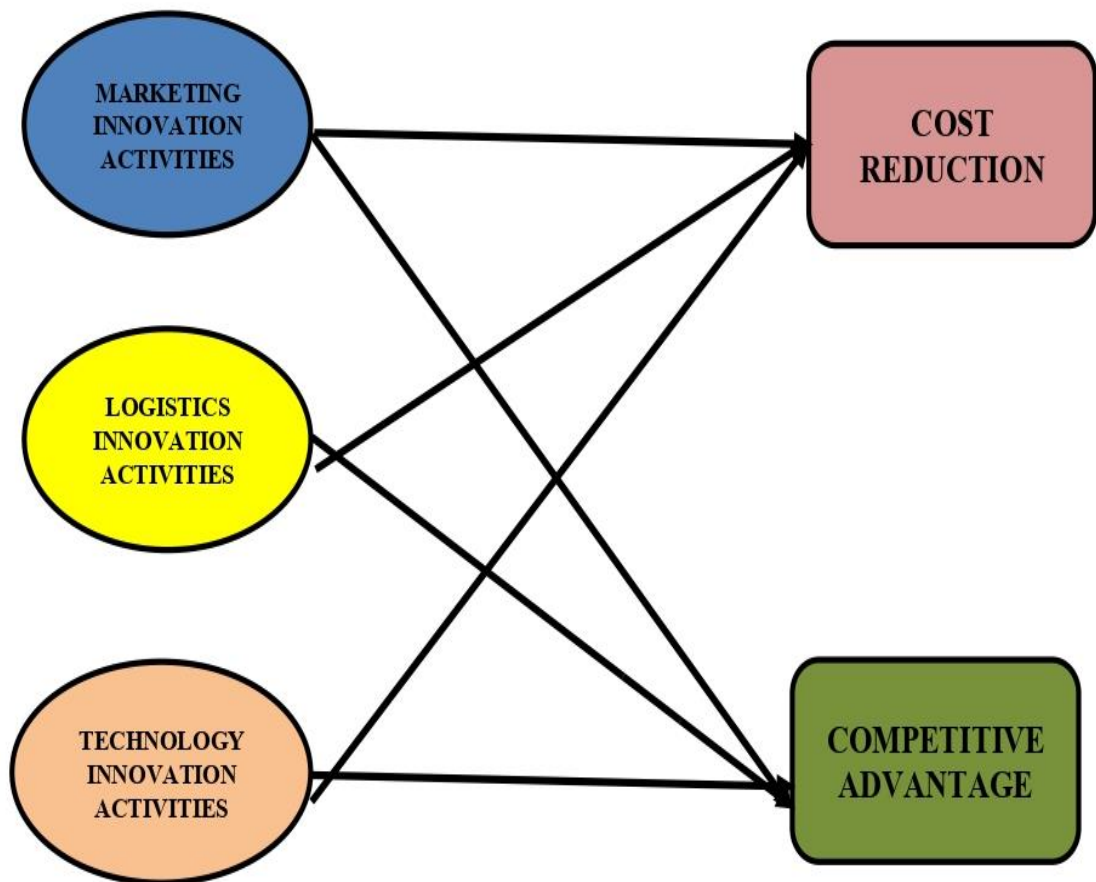 MARKETING
INNOVATION
ACTIVITIES
COST
REDUCTION
LOGISTICS
INNOVATION
ACTIVITIES
TECHNOLOGY
INNOVATION
ACTIVITIES
COMPETITIVE
ADVANTAGE